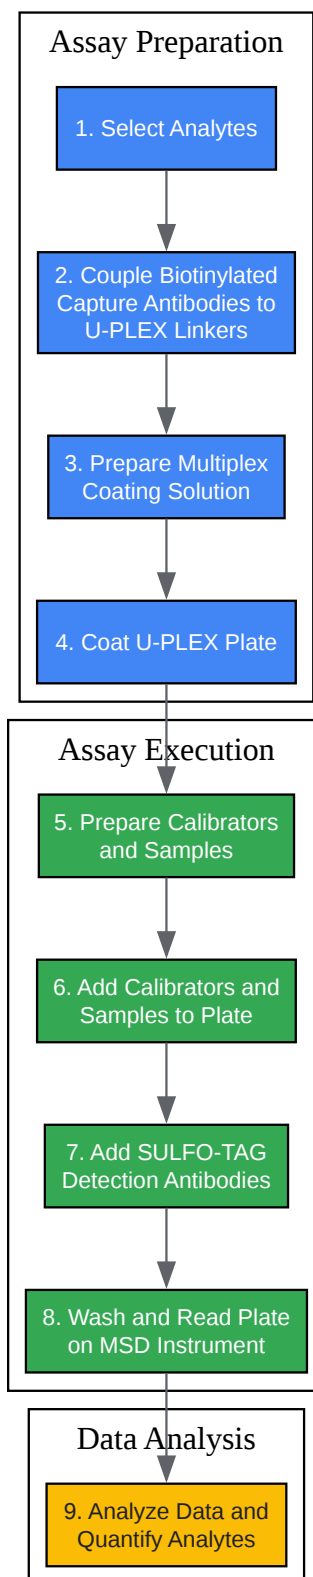 Assay Preparation
1. Select Analytes
2. Couple Biotinylated
Capture Antibodies to
U-PLEX Linkers
3. Prepare Multiplex
Coating Solution
4. Coat U-PLEX Plate
Assay Execution
5. Prepare Calibrators
and Samples
6. Add Calibrators and
Samples to Plate
7. Add SULFO-TAG
Detection Antibodies
8. Wash and Read Plate
on MSD Instrument
Data Analysis
9. Analyze Data and
Quantify Analytes